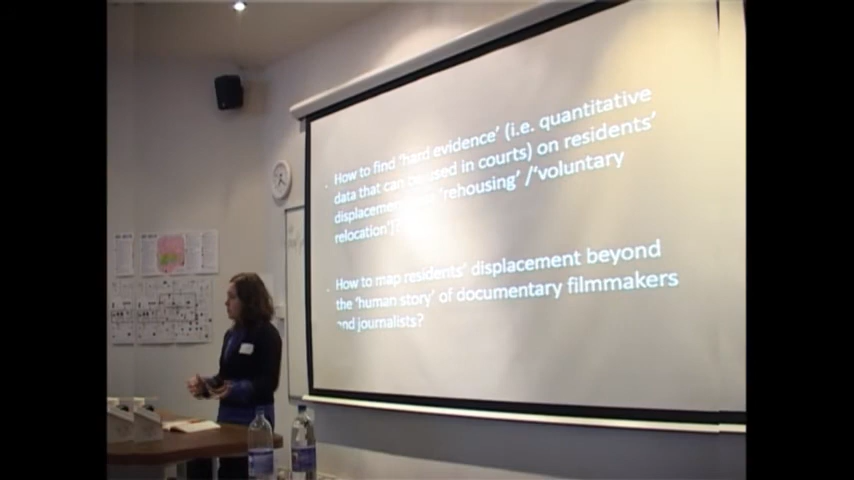 How to find 'hard evidence' (i.e. quantitative
data that can be used in courts) on residents'
displacement 'rehousing' /'voluntary
relocation')?
How to map residents' displacement beyond
the 'human story' of documentary filmmakers
and journalists?